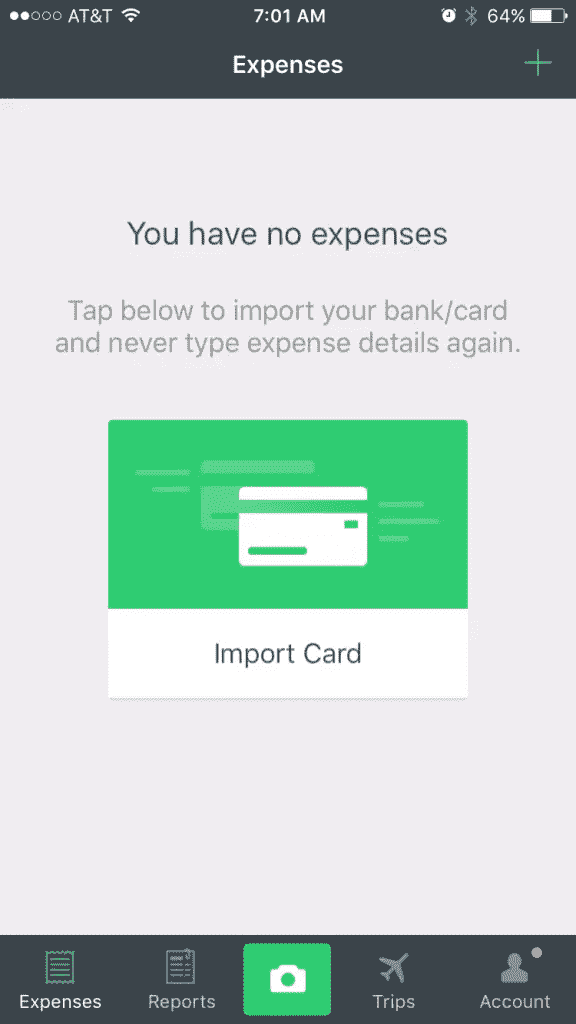 AT&T 7:01 AM 64%
Expenses
You have no expenses
Tap below to import your bank/card
and never type expense details again.
Import Card
Expenses Reports Trips Account